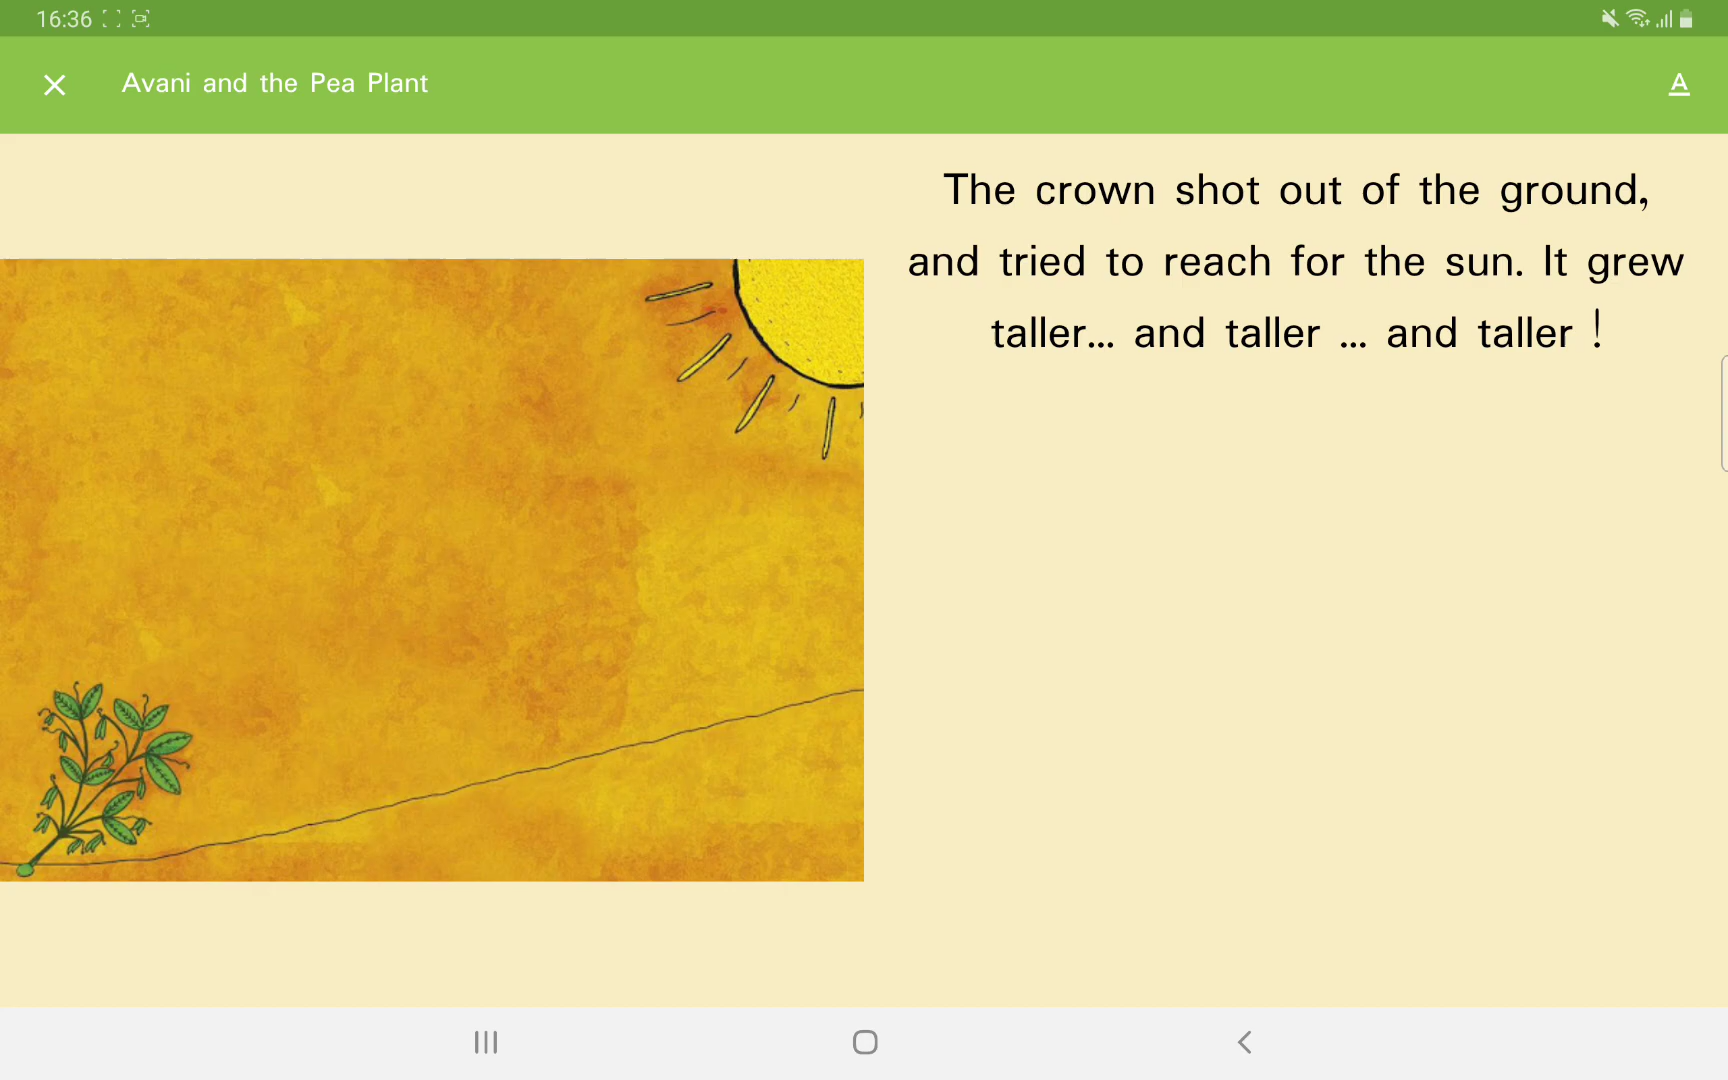 16:36
Avani and the Pea Plant
A
The crown shot out of the ground,
and tried to reach for the sun. It grew
taller... and taller ... and taller !